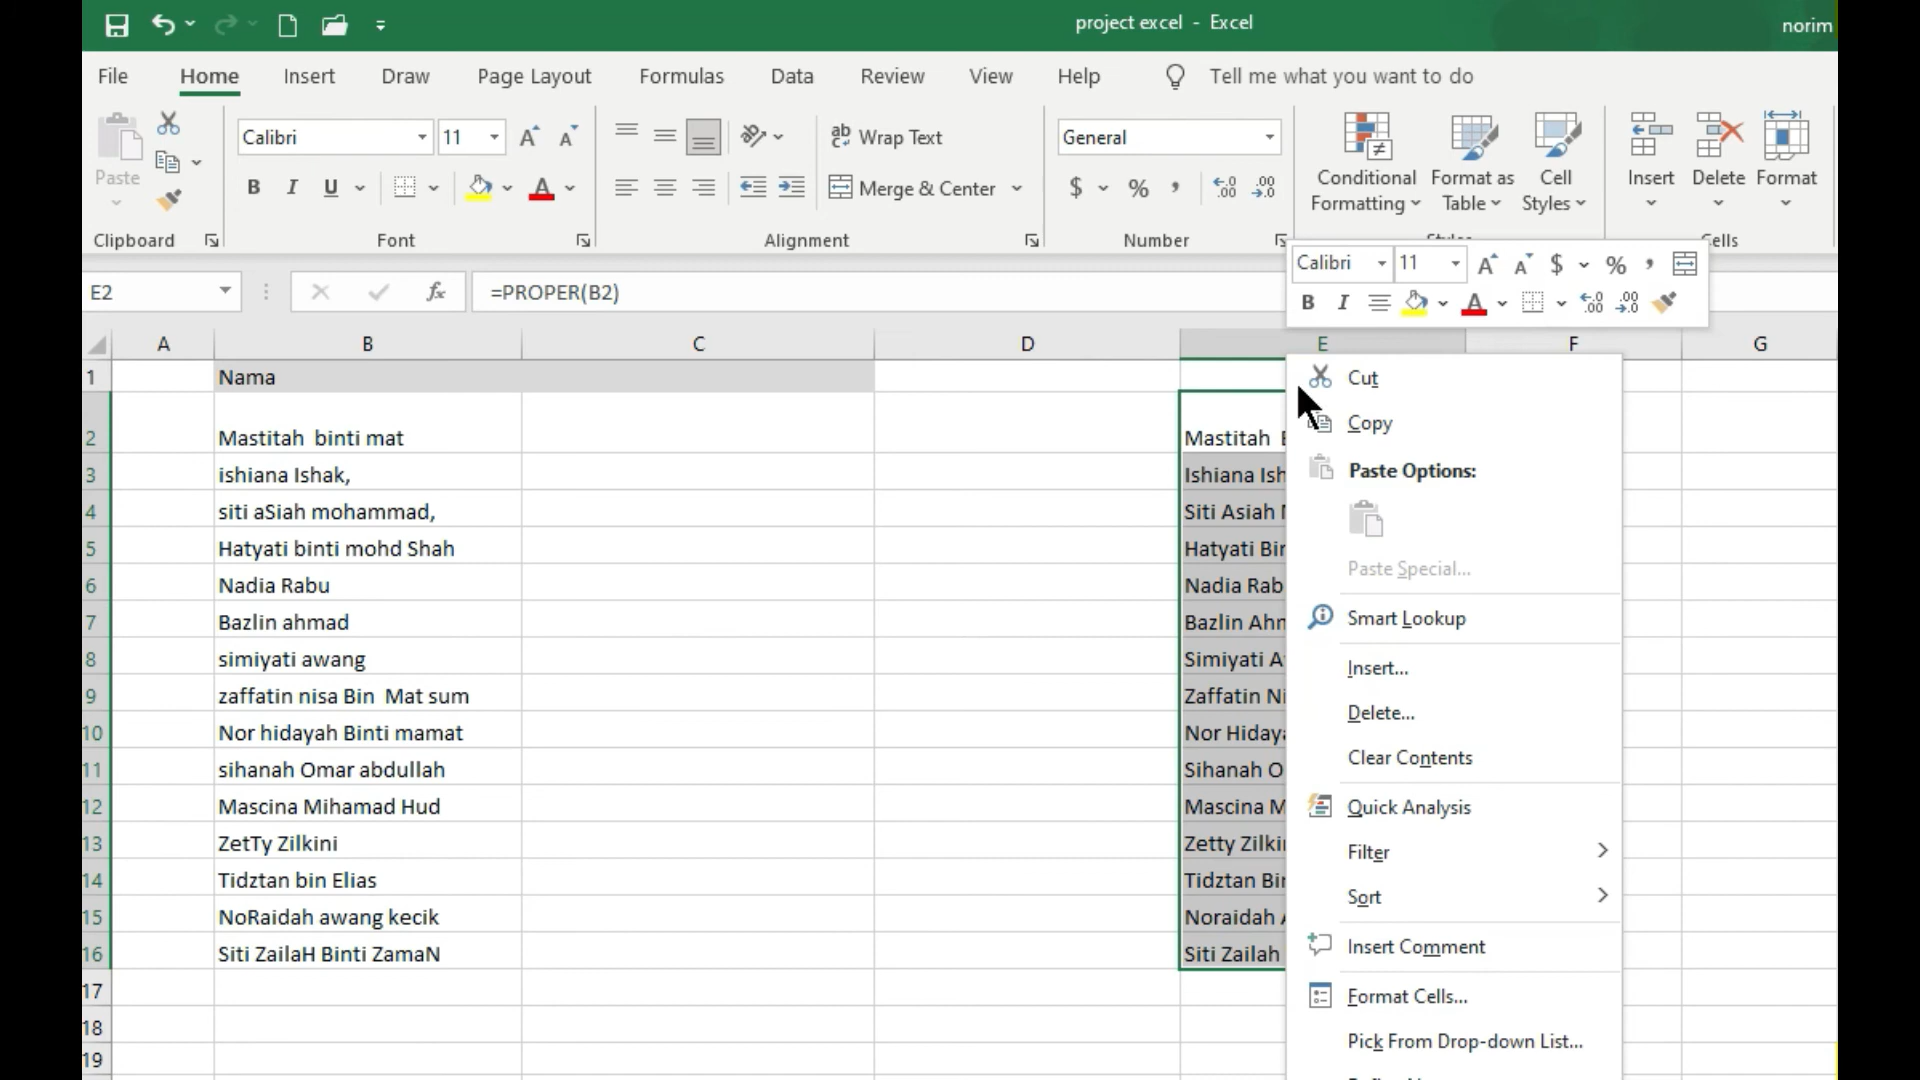 project excel - Excel
norim
File Home Insert Draw Page Layout Formulas Data Review View Help Tell me what you want to do
Paste
Clipboard
Calibri 11
B I U A
Font
ab Wrap Text
Merge & Center
Alignment
General
$ % ,
Number
Conditional Formatting
Format as Table
Cell Styles
Insert Delete Format
Cells
Calibri 11 A A $ % ,
B I A
E2 fx =PROPER(B2)
A B C D E F G
1 Nama
2 Mastitah binti mat Mastitah
3 ishiana Ishak, Ishiana
4 siti aSiah mohammad, Siti Asiah
5 Hatyati binti mohd Shah Hatyati
6 Nadia Rabu Nadia Rab
7 Bazlin ahmad Bazlin
8 simiyati awang Simiyati
9 zaffatin nisa Bin Mat sum Zaffatin
10 Nor hidayah Binti mamat Nor
11 sihanah Omar abdullah Sihanah
12 Mascina Mihamad Hud Mascina
13 ZetTy Zilkini Zetty
14 Tidztan bin Elias Tidztan
15 NoRaidah awang kecik Noraidah
16 Siti ZailaH Binti ZamaN Siti Zailah
17
18
19
Cut
Copy
Paste Options:
Paste Special...
Smart Lookup
Insert...
Delete...
Clear Contents
Quick Analysis
Filter
Sort
Insert Comment
Format Cells...
Pick From Drop-down List...